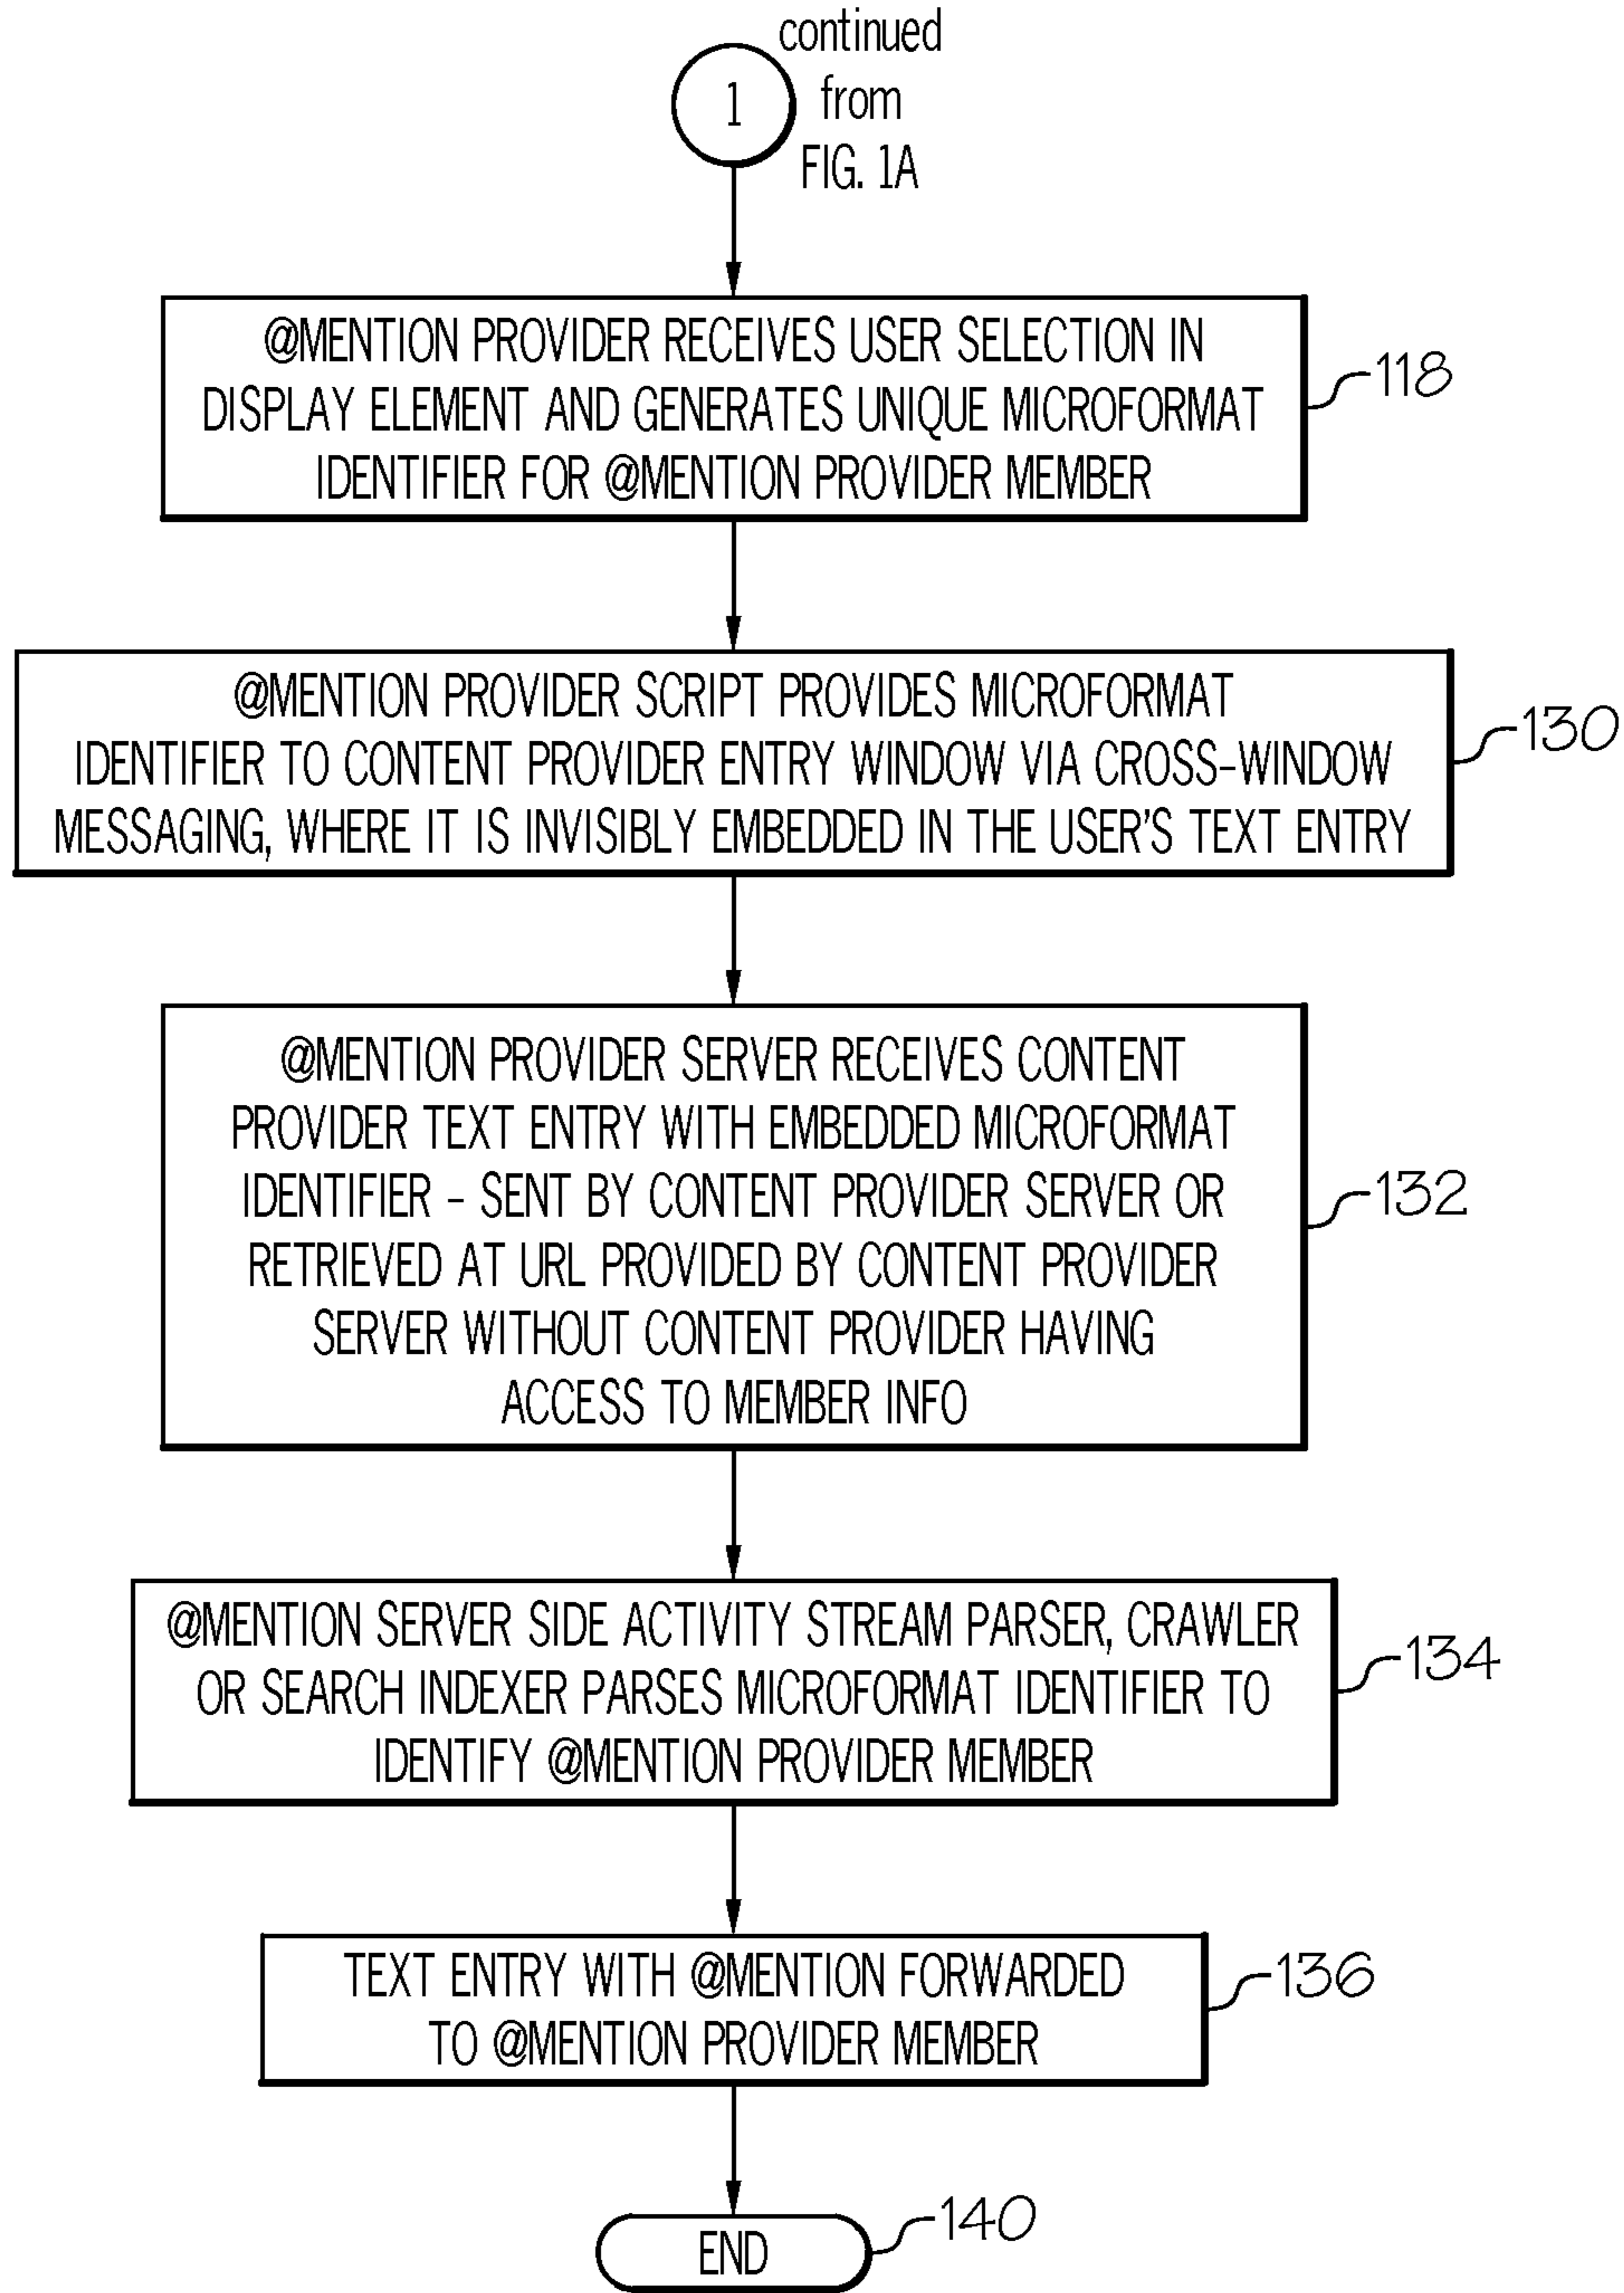 continued
from
FIG. 1A
1
@MENTION PROVIDER RECEIVES USER SELECTION IN
DISPLAY ELEMENT AND GENERATES UNIQUE MICROFORMAT
IDENTIFIER FOR @MENTION PROVIDER MEMBER
118
@MENTION PROVIDER SCRIPT PROVIDES MICROFORMAT
IDENTIFIER TO CONTENT PROVIDER ENTRY WINDOW VIA CROSS-WINDOW
MESSAGING, WHERE IT IS INVISIBLY EMBEDDED IN THE USER'S TEXT ENTRY
130
@MENTION PROVIDER SERVER RECEIVES CONTENT
PROVIDER TEXT ENTRY WITH EMBEDDED MICROFORMAT
IDENTIFIER - SENT BY CONTENT PROVIDER SERVER OR
RETRIEVED AT URL PROVIDED BY CONTENT PROVIDER
SERVER WITHOUT CONTENT PROVIDER HAVING
ACCESS TO MEMBER INFO
132
@MENTION SERVER SIDE ACTIVITY STREAM PARSER, CRAWLER
OR SEARCH INDEXER PARSES MICROFORMAT IDENTIFIER TO
IDENTIFY @MENTION PROVIDER MEMBER
134
TEXT ENTRY WITH @MENTION FORWARDED
TO @MENTION PROVIDER MEMBER
136
END
140